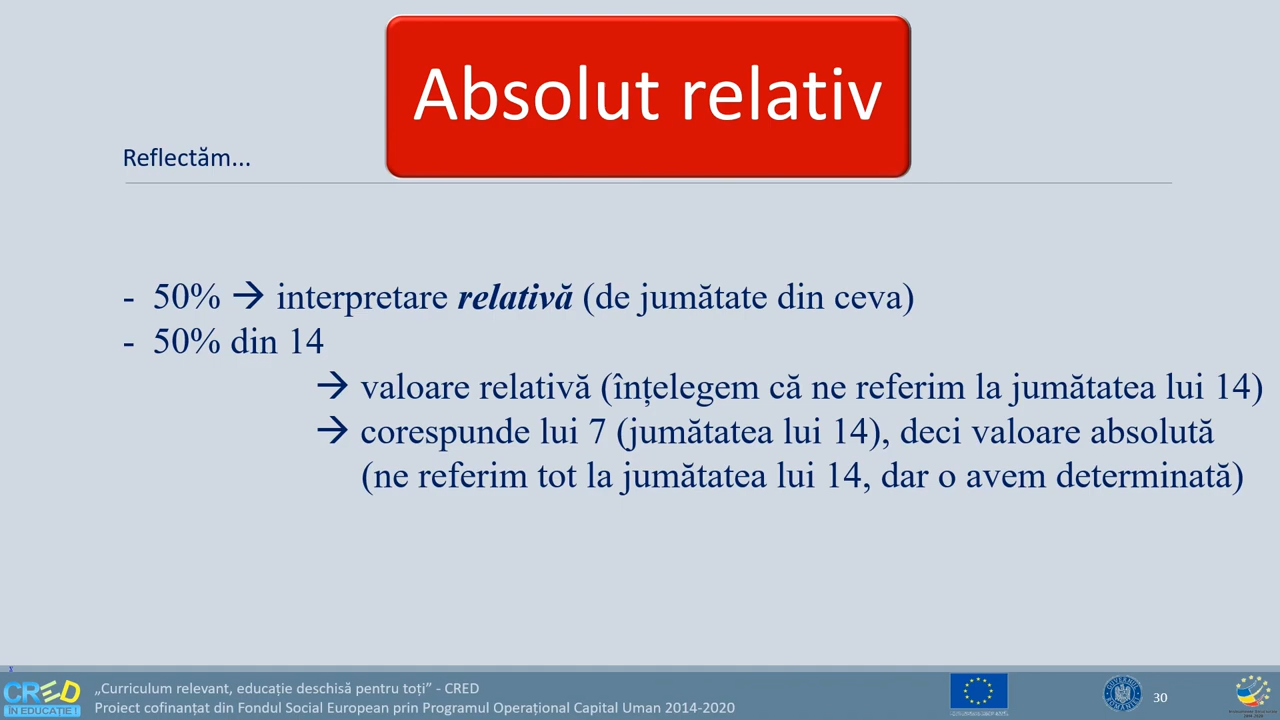 Absolut relativ
Reflectăm...
- 50% → interpretare relativă (de jumătate din ceva)
- 50% din 14
→ valoare relativă (înțelegem că ne referim la jumătatea lui 14)
→ corespunde lui 7 (jumătatea lui 14), deci valoare absolută
(ne referim tot la jumătatea lui 14, dar o avem determinată)
CRED
ÎN EDUCAȚIE !
„Curriculum relevant, educație deschisă pentru toți” - CRED
Proiect cofinanțat din Fondul Social European prin Programul Operațional Capital Uman 2014-2020
30